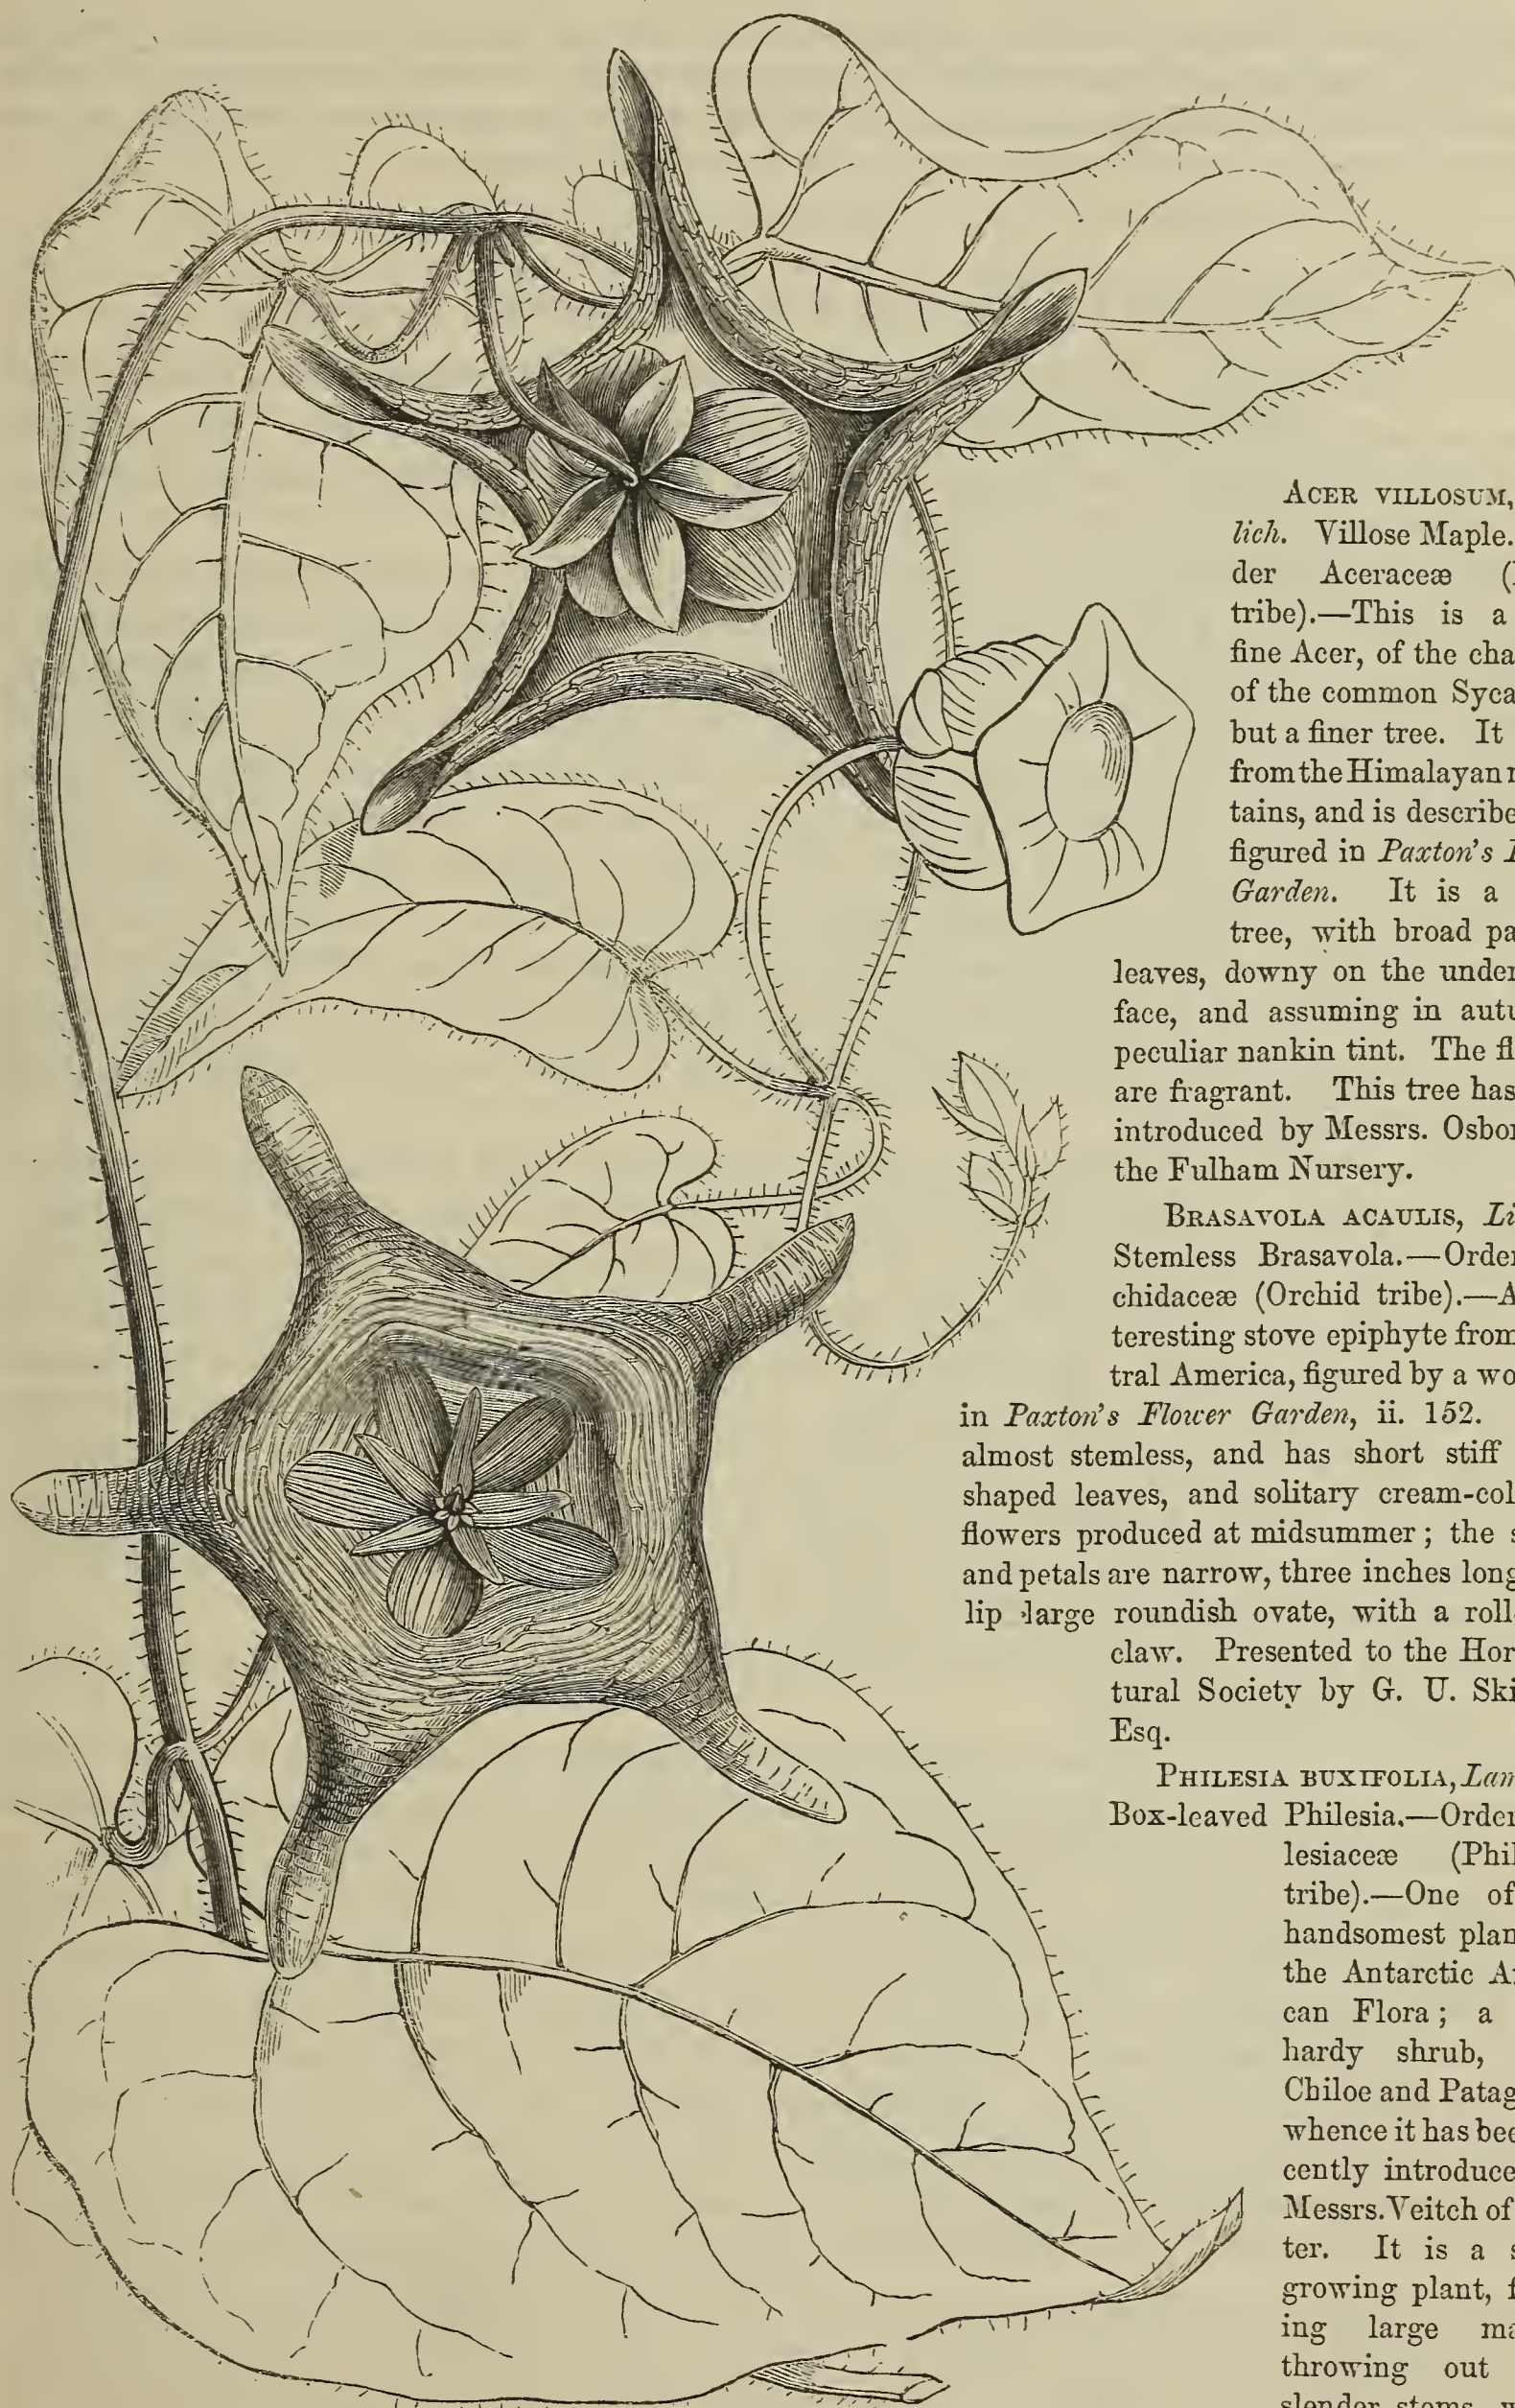 ACER VILLOSUM,
lich. Villose Maple.
der Aceraceæ
tribe).—This is a
fine Acer, of the cha
of the common Syca
but a finer tree. It
from the Himalayan
tains, and is describe
figured in Paxton's
Garden. It is a
tree, with broad pa
leaves, downy on the under
face, and assuming in autu
peculiar nankin tint. The fl
are fragrant. This tree has
introduced by Messrs. Osbor
the Fulham Nursery.
BRASAVOLA ACAULIS, Li
Stemless Brasavola.—Order
chidaceæ (Orchid tribe).—A
teresting stove epiphyte from
tral America, figured by a wo
in Paxton's Flower Garden, ii. 152.
almost stemless, and has short stiff
shaped leaves, and solitary cream-col
flowers produced at midsummer; the s
and petals are narrow, three inches long
lip large roundish ovate, with a roll
claw. Presented to the Hor
tural Society by G. U. Ski
Esq.
PHILESIA BUXIFOLIA, Lam
Box-leaved Philesia.—Order
lesiaceæ (Phil
tribe).—One of
handsomest plan
the Antarctic A
can Flora; a
hardy shrub,
Chiloe and Patag
whence it has bee
cently introduce
Messrs. Veitch of
ter. It is a s
growing plant, f
ing large ma
throwing out
slender stems, w